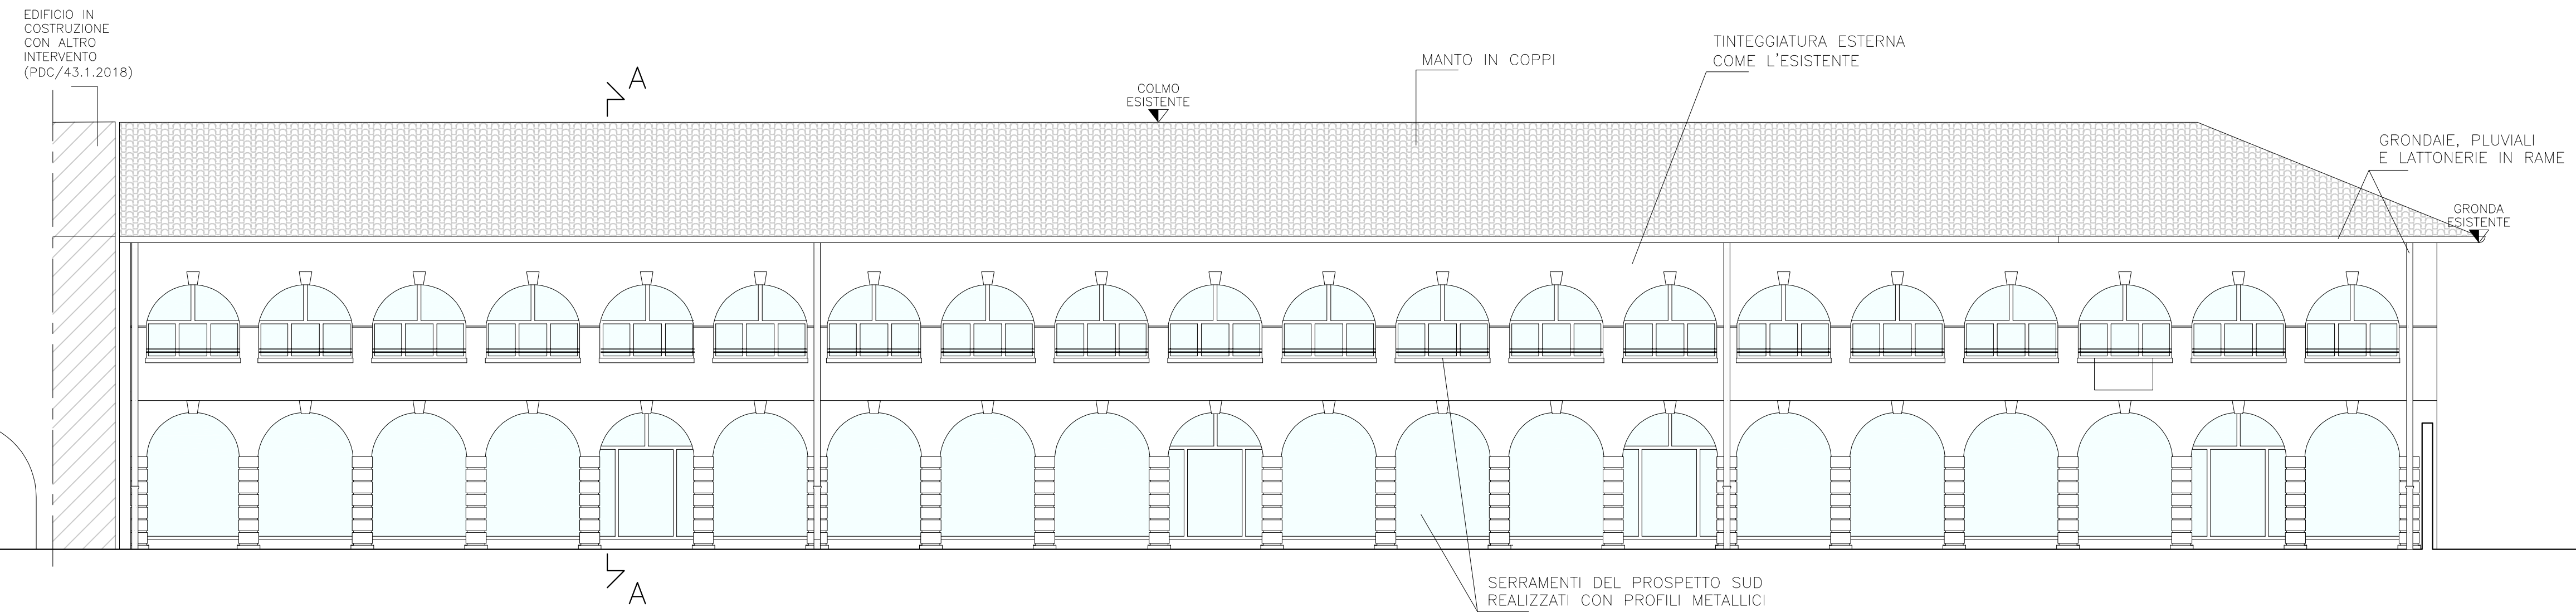 EDIFICIO IN
COSTRUZIONE
CON ALTRO
INTERVENTO
(PDC/43.1.2018)
A
COLMO
ESISTENTE
MANTO IN COPPI
TINTEGGIATURA ESTERNA
COME L'ESISTENTE
GRONDAIE, PLUVIALI
E LATTONERIE IN RAME
GRONDA
ESISTENTE
A
SERRAMENTI DEL PROSPETTO SUD
REALIZZATI CON PROFILI METALLICI